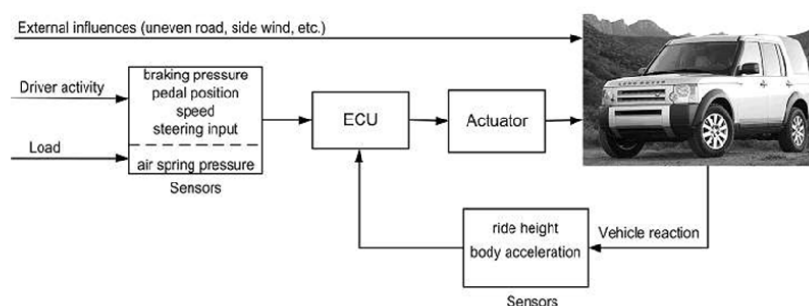 External influences (uneven road, side wind, etc.)
Driver activity
braking pressure
pedal position
speed
steering input
Load
air spring pressure
Sensors
ECU
Actuator
ride height
body acceleration
Vehicle reaction
Sensors